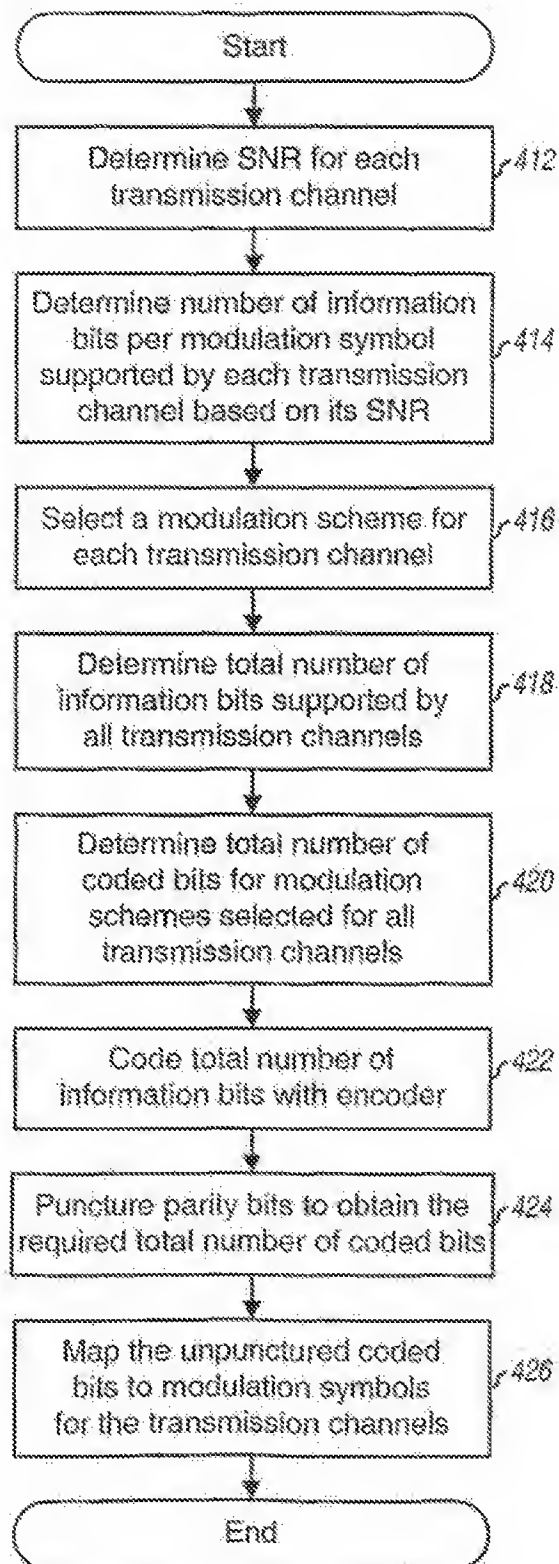 Start
Determine SNR for each
transmission channel
412
Determine number of information
bits per modulation symbol
supported by each transmission
channel based on its SNR
414
Select a modulation scheme for
each transmission channel
416
Determine total number of
information bits supported by
all transmission channels
418
Determine total number of
coded bits for modulation
schemes selected for all
transmission channels
420
Code total number of
information bits with encoder
422
Puncture parity bits to obtain the
required total number of coded bits
424
Map the unpunctured coded
bits to modulation symbols
for the transmission channels
426
End